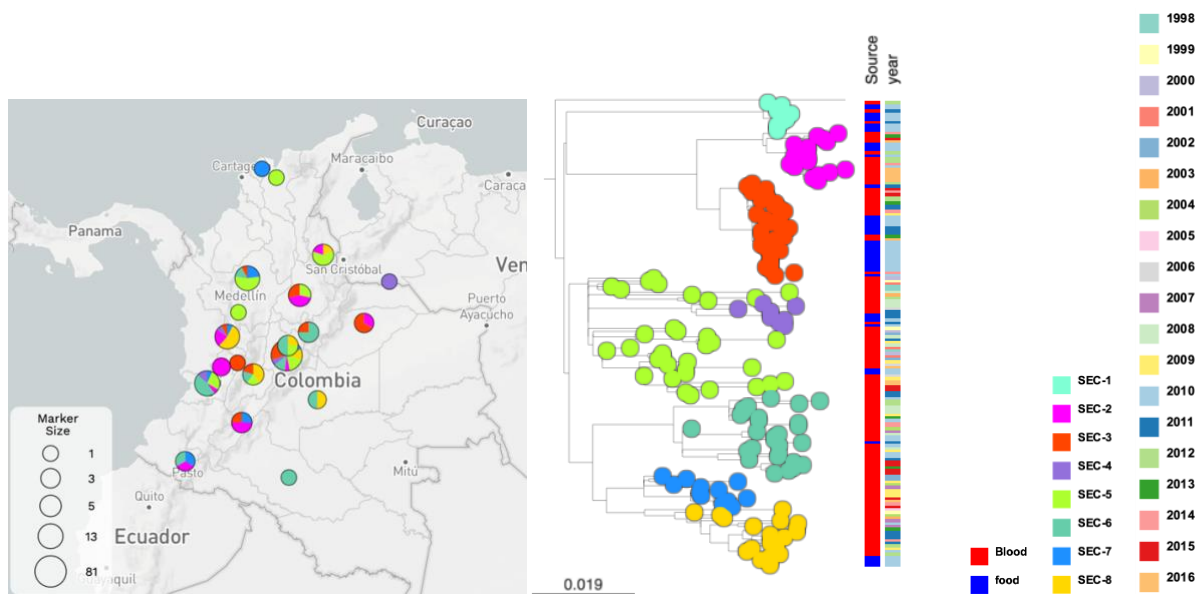 Curaçao
Maracaibo
Cartage
Caraca
Panama
San Cristóbal
Ven
Medellín
Puerto
Ayacucho
Colombia
Marker
Size
1
3
5
13
81
Pasto
Mitú
Quito
Ecuador
Guayaquil
0.019
Source
year
Blood
food
SEC-1
SEC-2
SEC-3
SEC-4
SEC-5
SEC-6
SEC-7
SEC-8
1998
1999
2000
2001
2002
2003
2004
2005
2006
2007
2008
2009
2010
2011
2012
2013
2014
2015
2016